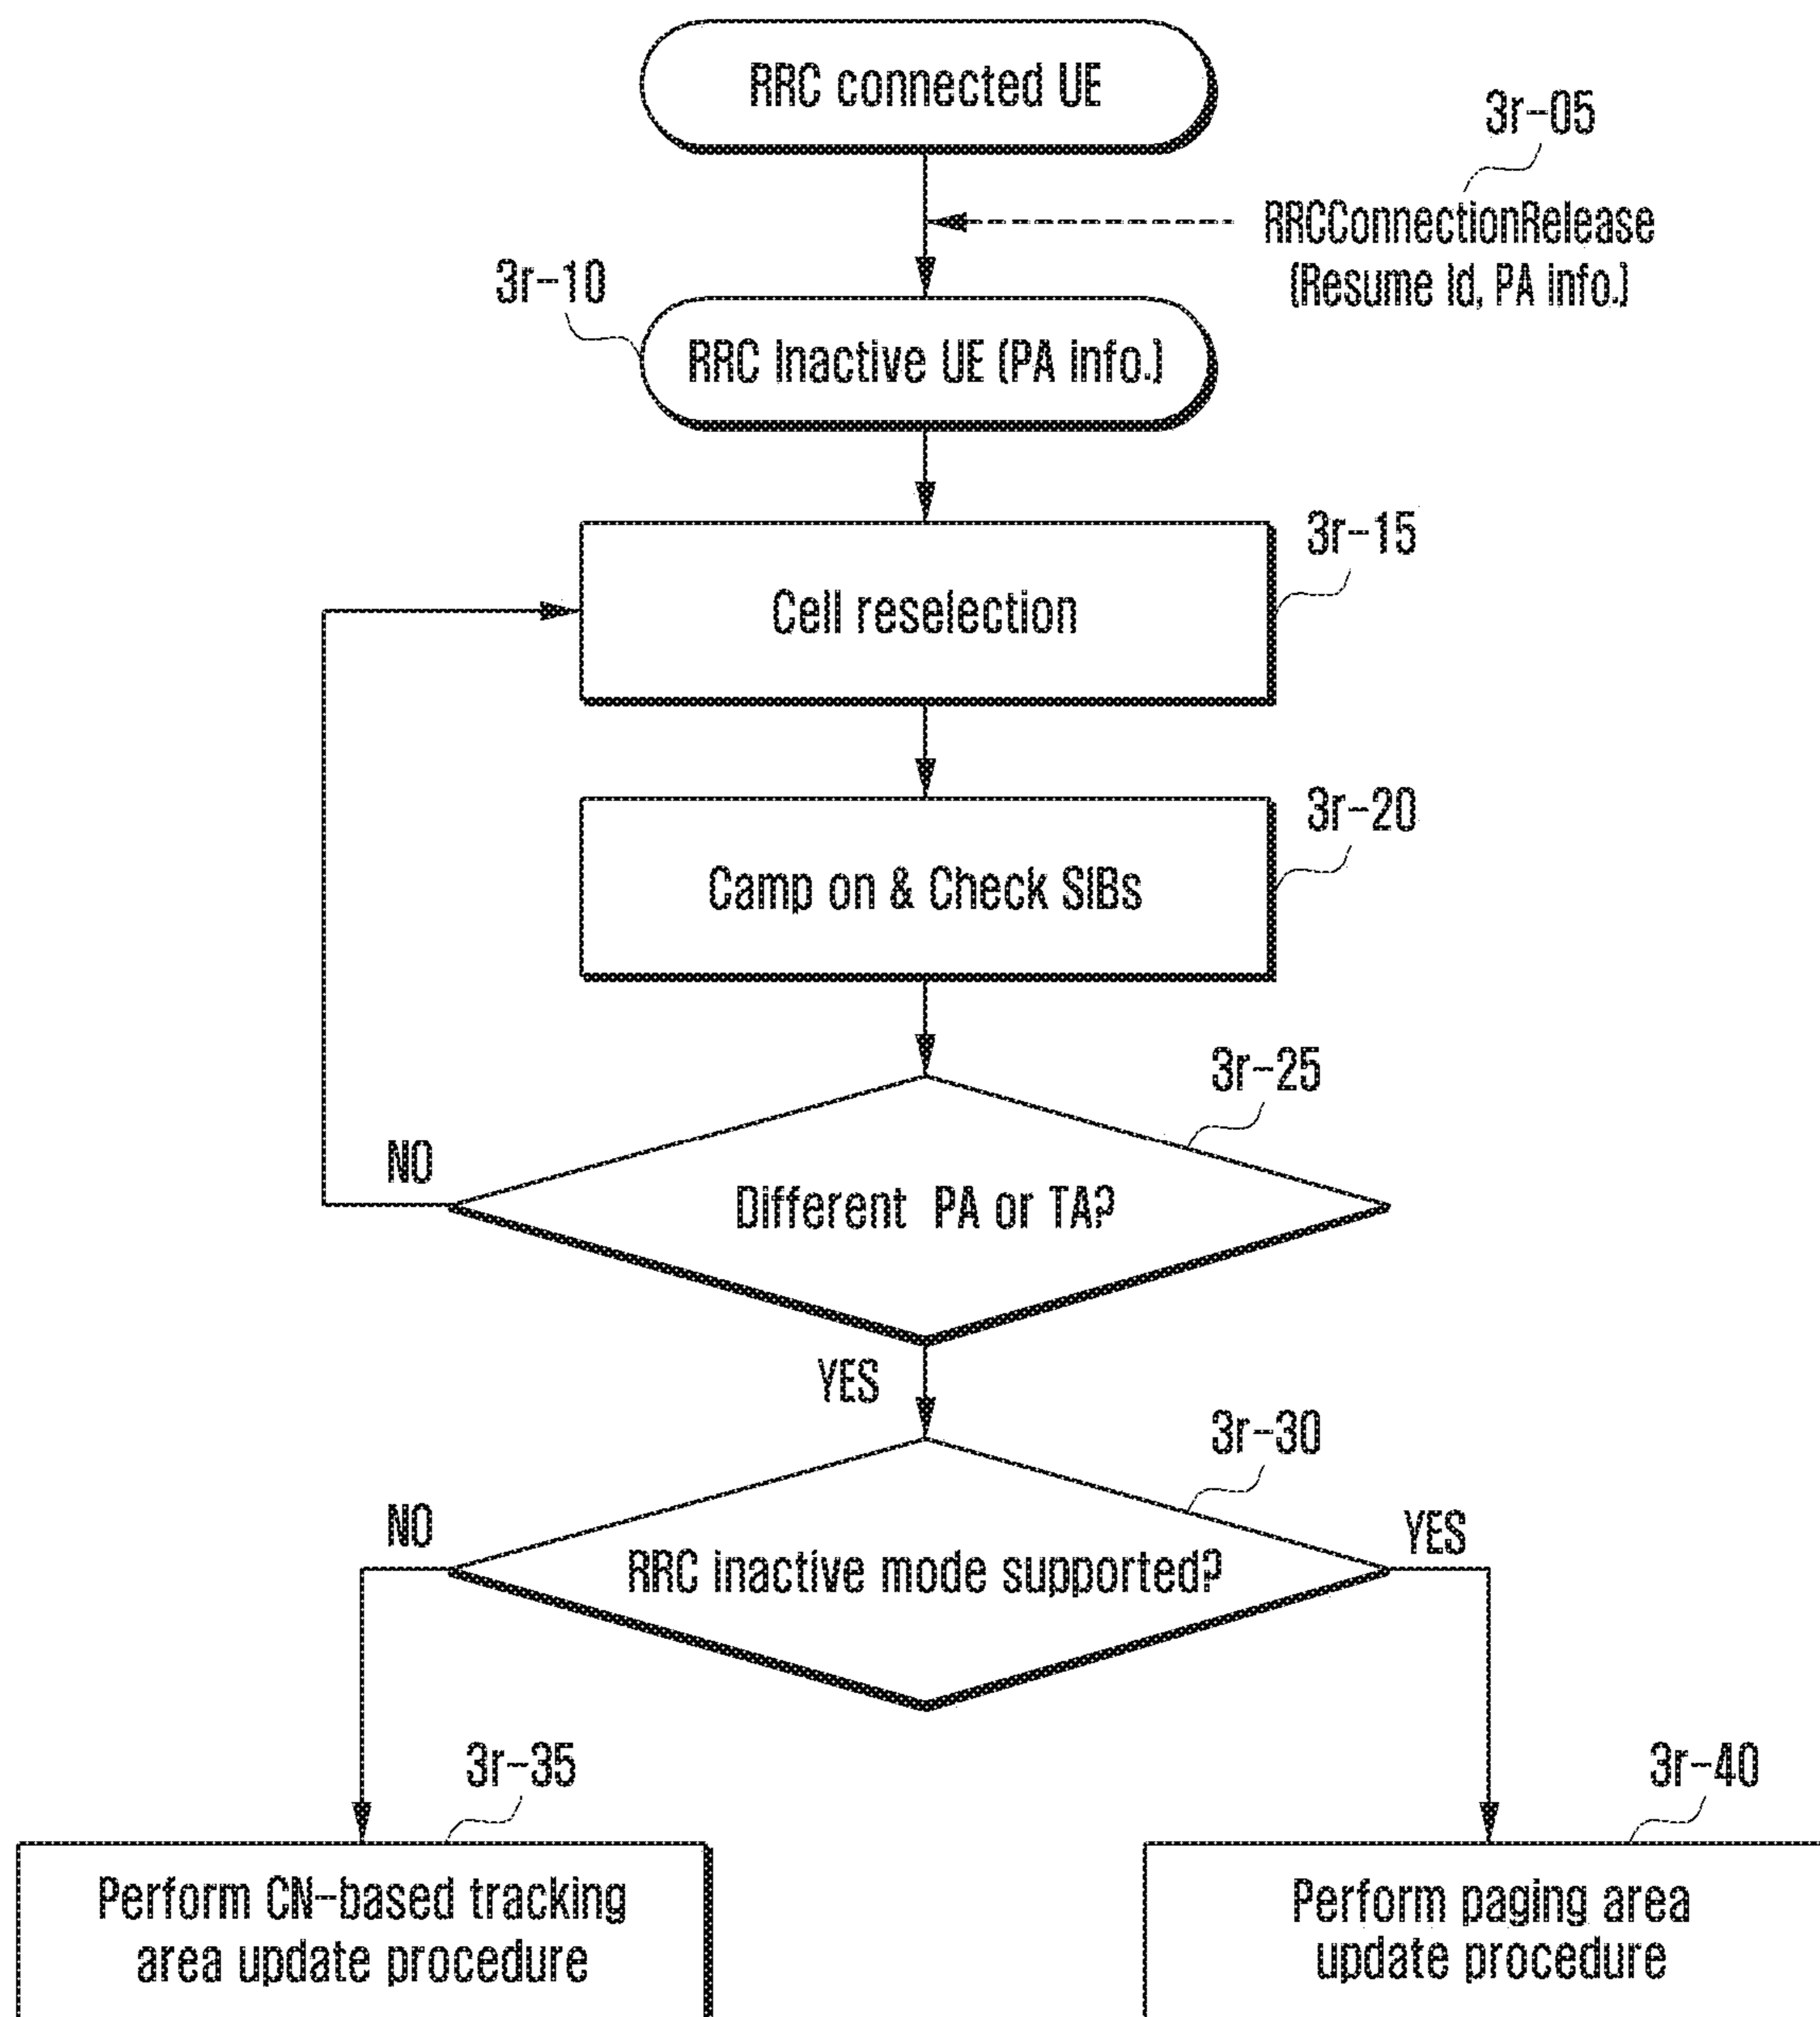 RRC connected UE
3r-05
RRCConnectionRelease
(Resume Id, PA info.)
3r-10
RRC Inactive UE (PA info.)
3r-15
Cell reselection
3r-20
Camp on & Check SIBs
3r-25
NO
Different PA or TA?
YES
3r-30
NO
YES
RRC inactive mode supported?
3r-35
3r-40
Perform CN-based tracking
area update procedure
Perform paging area
update procedure